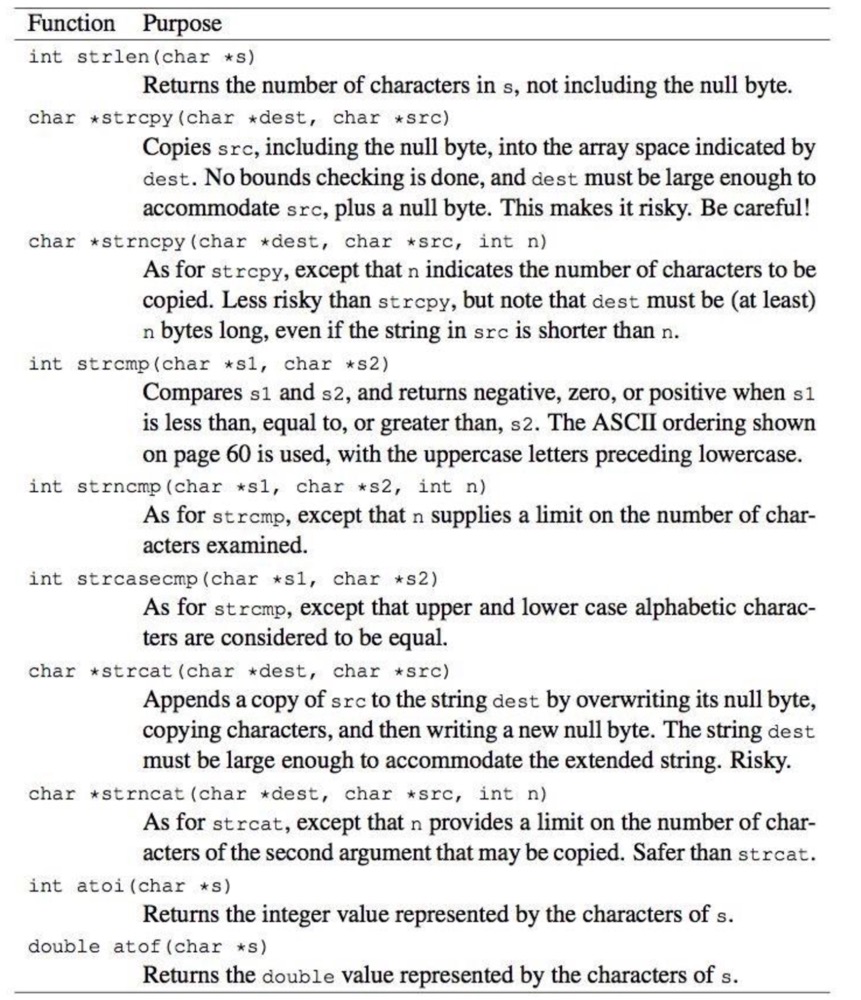 Function Purpose
int strlen(char *s)
Returns the number of characters in s, not including the null byte.
char *strcpy(char *dest, char *src)
Copies src, including the null byte, into the array space indicated by
dest. No bounds checking is done, and dest must be large enough to
accommodate src, plus a null byte. This makes it risky. Be careful!
char *strncpy(char *dest, char *src, int n)
As for strcpy, except that n indicates the number of characters to be
copied. Less risky than strcpy, but note that dest must be (at least)
n bytes long, even if the string in src is shorter than n.
int strcmp(char *s1, char *s2)
Compares s1 and s2, and returns negative, zero, or positive when s1
is less than, equal to, or greater than, s2. The ASCII ordering shown
on page 60 is used, with the uppercase letters preceding lowercase.
int strncmp(char *s1, char *s2, int n)
As for strcmp, except that n supplies a limit on the number of char-
acters examined.
int strcasecmp(char *s1, char *s2)
As for strcmp, except that upper and lower case alphabetic charac-
ters are considered to be equal.
char *strcat(char *dest, char *src)
Appends a copy of src to the string dest by overwriting its null byte,
copying characters, and then writing a new null byte. The string dest
must be large enough to accommodate the extended string. Risky.
char *strncat(char *dest, char *src, int n)
As for strcat, except that n provides a limit on the number of char-
acters of the second argument that may be copied. Safer than strcat.
int atoi(char *s)
Returns the integer value represented by the characters of s.
double atof(char *s)
Returns the double value represented by the characters of s.